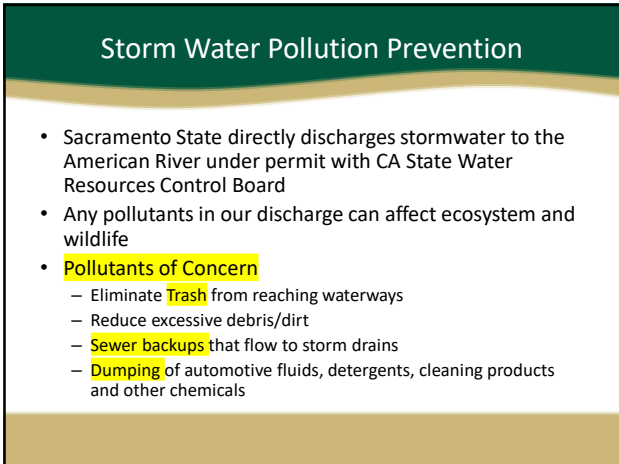 Storm Water Pollution Prevention
• Sacramento State directly discharges stormwater to the
American River under permit with CA State Water
Resources Control Board
• Any pollutants in our discharge can affect ecosystem and
wildlife
• Pollutants of Concern
– Eliminate Trash from reaching waterways
– Reduce excessive debris/dirt
– Sewer backups that flow to storm drains
– Dumping of automotive fluids, detergents, cleaning products
and other chemicals